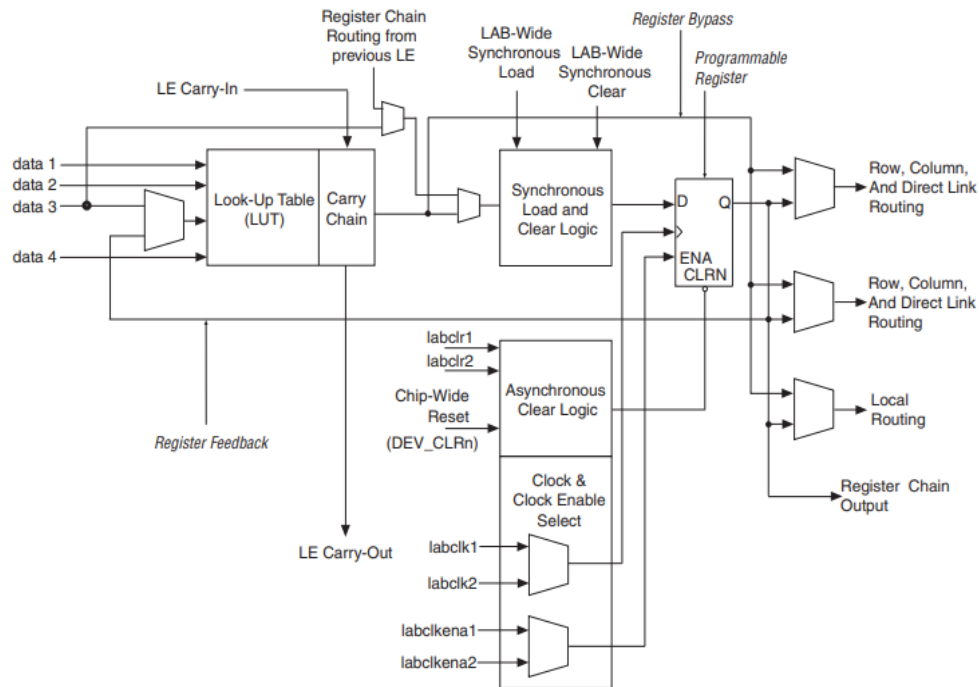 Register Chain
Routing from
previous LE
LAB-Wide
Synchronous
Load
LAB-Wide
Synchronous
Clear
Register Bypass
Programmable
Register
LE Carry-In
data 1
data 2
data 3
data 4
Look-Up Table
(LUT)
Carry
Chain
Synchronous
Load and
Clear Logic
D
Q
ENA
CLRN
Row, Column,
And Direct Link
Routing
Row, Column,
And Direct Link
Routing
Local
Routing
Register Chain
Output
labclr1
labclr2
Chip-Wide
Reset
(DEV_CLRn)
Asynchronous
Clear Logic
Register Feedback
Clock &
Clock Enable
Select
LE Carry-Out
labclk1
labclk2
labclkena1
labclkena2